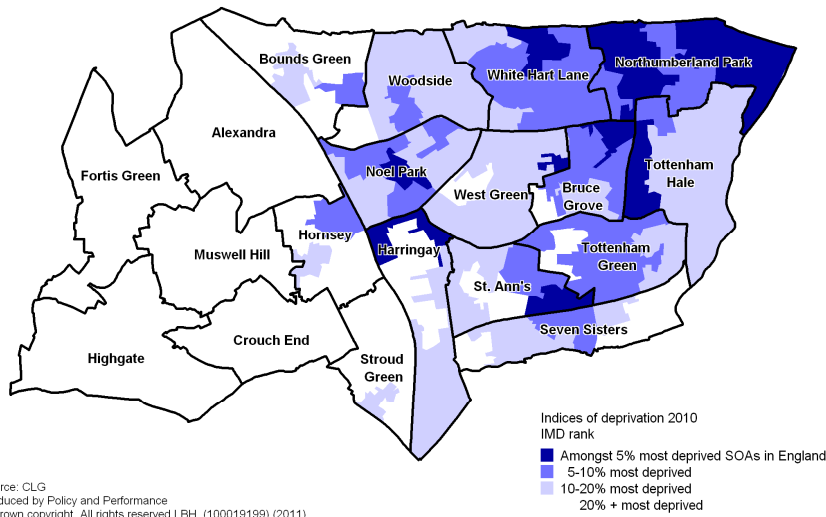 Bounds Green
Woodside
White Hart Lane
Northumberland Park
Alexandra
Fortis Green
Noel Park
West Green
Bruce
Grove
Tottenham
Hale
Hornsey
Muswell Hill
Harringay
Tottenham
Green
St. Ann's
Seven Sisters
Crouch End
Highgate
Stroud
Green
Indices of deprivation 2010
IMD rank
Amongst 5% most deprived SOAs in England
5-10% most deprived
10-20% most deprived
20% + most deprived
rce: CLG
duced by Policy and Performance
rown copyright. All rights reserved LBH (100019199) (2011)